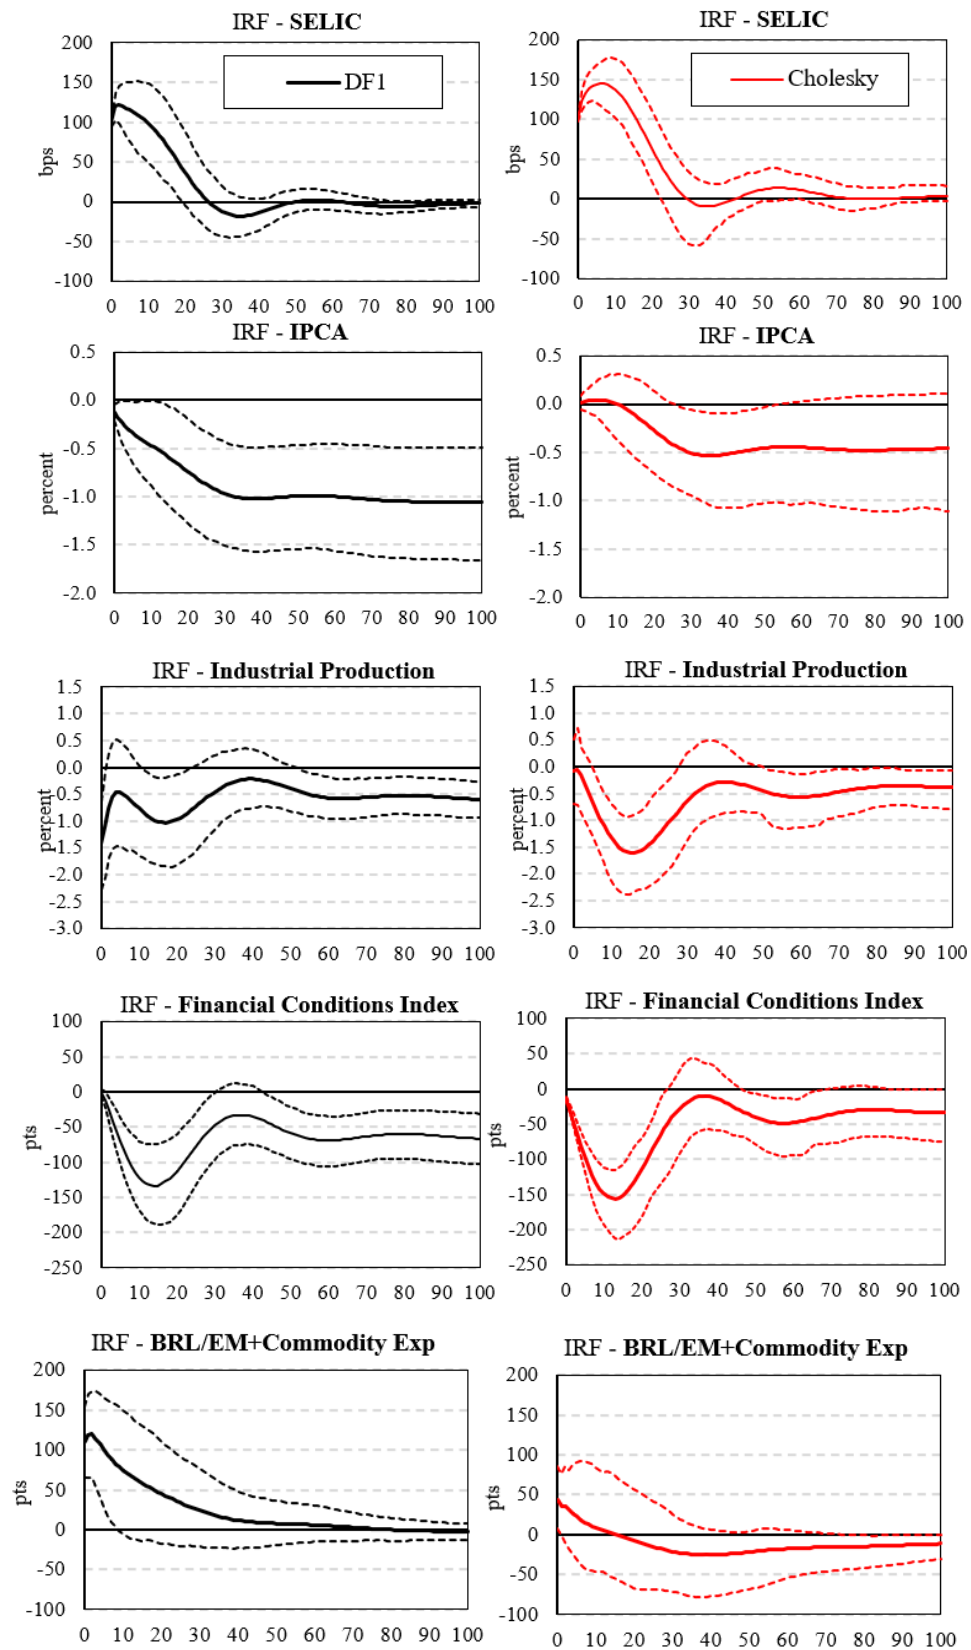 IRF - SELIC
200
150
100
50
0
-50
-100
bps
DF1
0 10 20 30 40 50 60 70 80 90 100
IRF - SELIC
200
150
100
50
0
-50
-100
bps
Cholesky
0 10 20 30 40 50 60 70 80 90 100
IRF - IPCA
0.5
0.0
-0.5
-1.0
-1.5
-2.0
percent
0 10 20 30 40 50 60 70 80 90 100
IRF - IPCA
0.5
0.0
-0.5
-1.0
-1.5
-2.0
percent
0 10 20 30 40 50 60 70 80 90 100
IRF - Industrial Production
1.5
1.0
0.5
0.0
-0.5
-1.0
-1.5
-2.0
-2.5
-3.0
percent
0 10 20 30 40 50 60 70 80 90 100
IRF - Industrial Production
1.5
1.0
0.5
0.0
-0.5
-1.0
-1.5
-2.0
-2.5
-3.0
percent
0 10 20 30 40 50 60 70 80 90 100
IRF - Financial Conditions Index
100
50
0
-50
-100
-150
-200
-250
pts
0 10 20 30 40 50 60 70 80 90 100
IRF - Financial Conditions Index
100
50
0
-50
-100
-150
-200
-250
pts
0 10 20 30 40 50 60 70 80 90 100
IRF - BRL/EM+Commodity Exp
200
150
100
50
0
-50
-100
pts
0 10 20 30 40 50 60 70 80 90 100
IRF - BRL/EM+Commodity Exp
200
150
100
50
0
-50
-100
pts
0 10 20 30 40 50 60 70 80 90 100